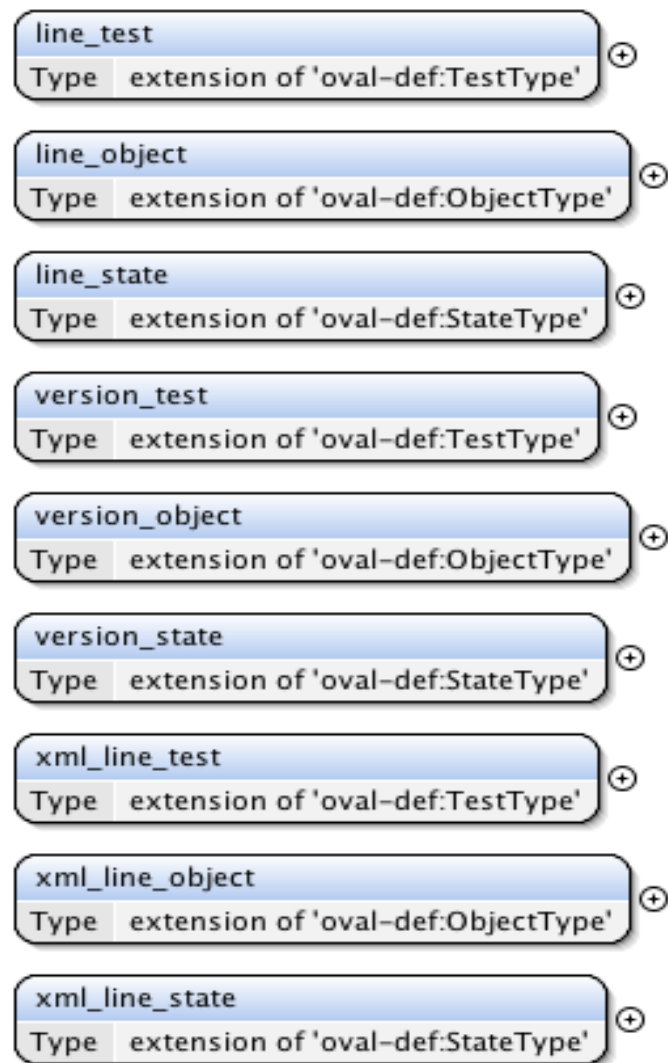 line_test
Type extension of 'oval-def:TestType'
line_object
Type extension of 'oval-def:ObjectType'
line_state
Type extension of 'oval-def:StateType'
version_test
Type extension of 'oval-def:TestType'
version_object
Type extension of 'oval-def:ObjectType'
version_state
Type extension of 'oval-def:StateType'
xml_line_test
Type extension of 'oval-def:TestType'
xml_line_object
Type extension of 'oval-def:ObjectType'
xml_line_state
Type extension of 'oval-def:StateType'